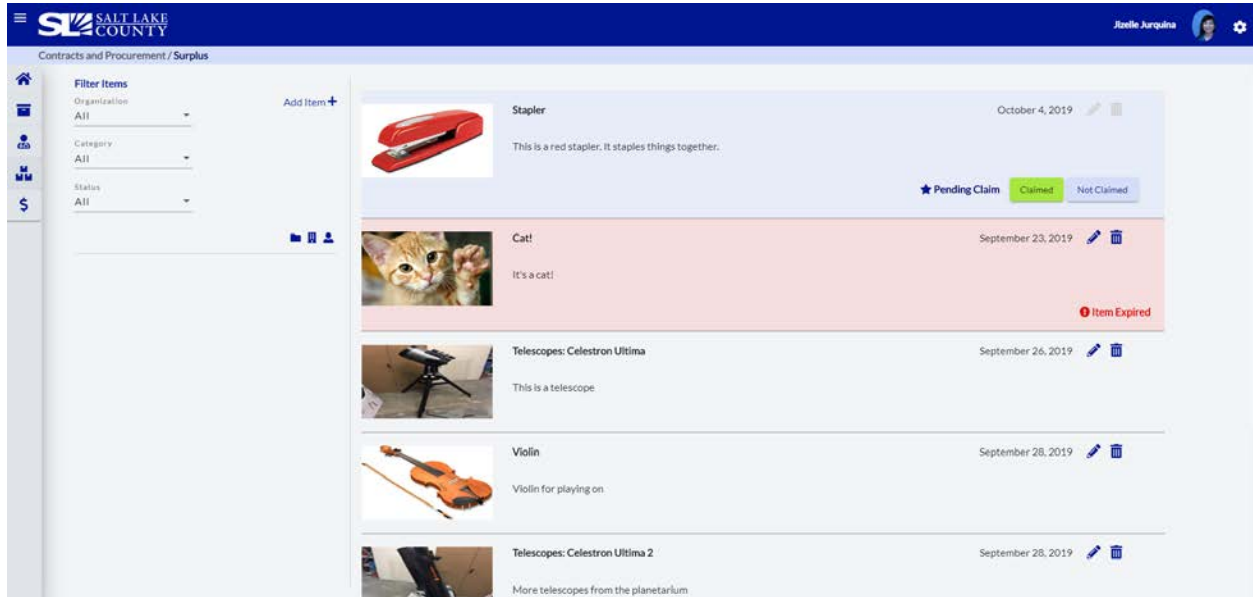 SL SALT LAKE
COUNTY
Jizelle Jurquina
Contracts and Procurement / Surplus
Filter Items
Organization
All
Add Item
Category
All
Status
All
Stapler
October 4, 2019
This is a red stapler. It staples things together.
Pending Claim
Claimed
Not Claimed
Cat!
September 23, 2019
It's a cat!
Item Expired
Telescopes: Celestron Ultima
September 26, 2019
This is a telescope
Violin
September 28, 2019
Violin for playing on
Telescopes: Celestron Ultima 2
September 28, 2019
More telescopes from the planetarium